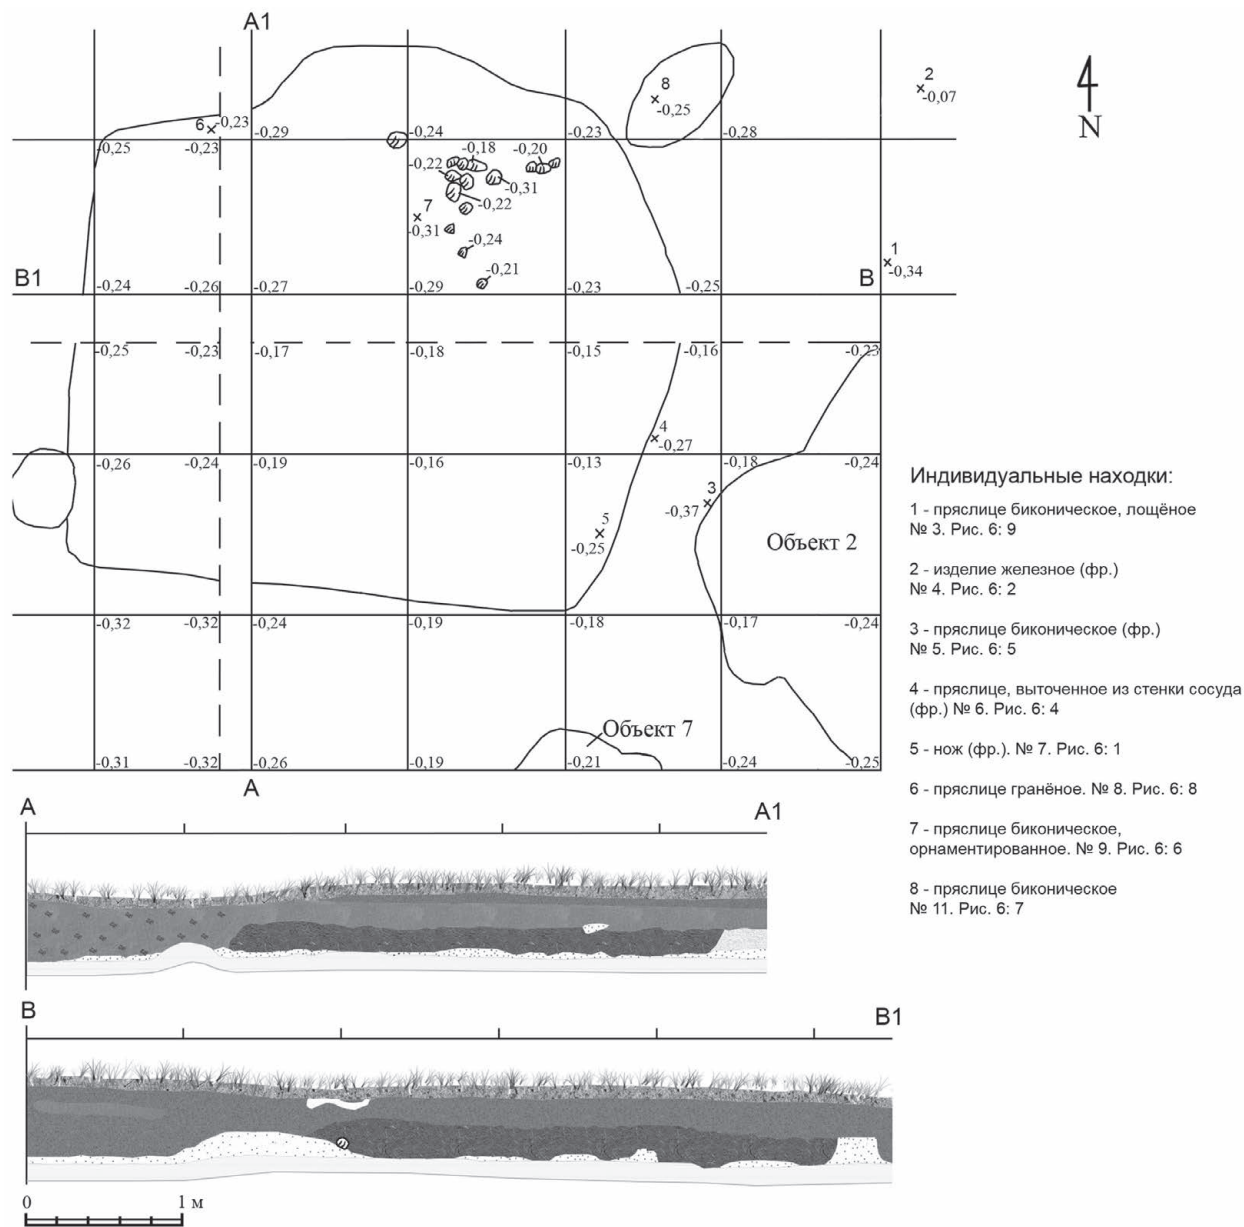 A1
8
-0,25
2
-0,07
N
6
-0,23
-0,25
-0,23
-0,29
-0,24
-0,23
-0,28
-0,18
-0,20
-0,22
-0,31
-0,22
7
-0,31
-0,24
-0,21
1
-0,34
B1
B
-0,24
-0,26
-0,27
-0,29
-0,23
-0,25
-0,25
-0,23
-0,17
-0,18
-0,15
-0,16
-0,23
4
-0,27
-0,26
-0,24
-0,19
-0,16
-0,13
-0,18
-0,24
3
-0,37
5
-0,25
Объект 2
-0,32
-0,32
-0,24
-0,19
-0,18
-0,17
-0,24
Объект 7
-0,31
-0,32
-0,26
-0,19
-0,21
-0,24
-0,25
A
Индивидуальные находки:
1 - пряслице биконическое, лощёное
№ 3. Рис. 6: 9
2 - изделие железное (фр.)
№ 4. Рис. 6: 2
3 - пряслице биконическое (фр.)
№ 5. Рис. 6: 5
4 - пряслице, выточенное из стенки сосуда
(фр.) № 6. Рис. 6: 4
5 - нож (фр.). № 7. Рис. 6: 1
6 - пряслице гранёное. № 8. Рис. 6: 8
7 - пряслице биконическое,
орнаментированное. № 9. Рис. 6: 6
8 - пряслице биконическое
№ 11. Рис. 6: 7
A
A1
B
B1
0
1 м